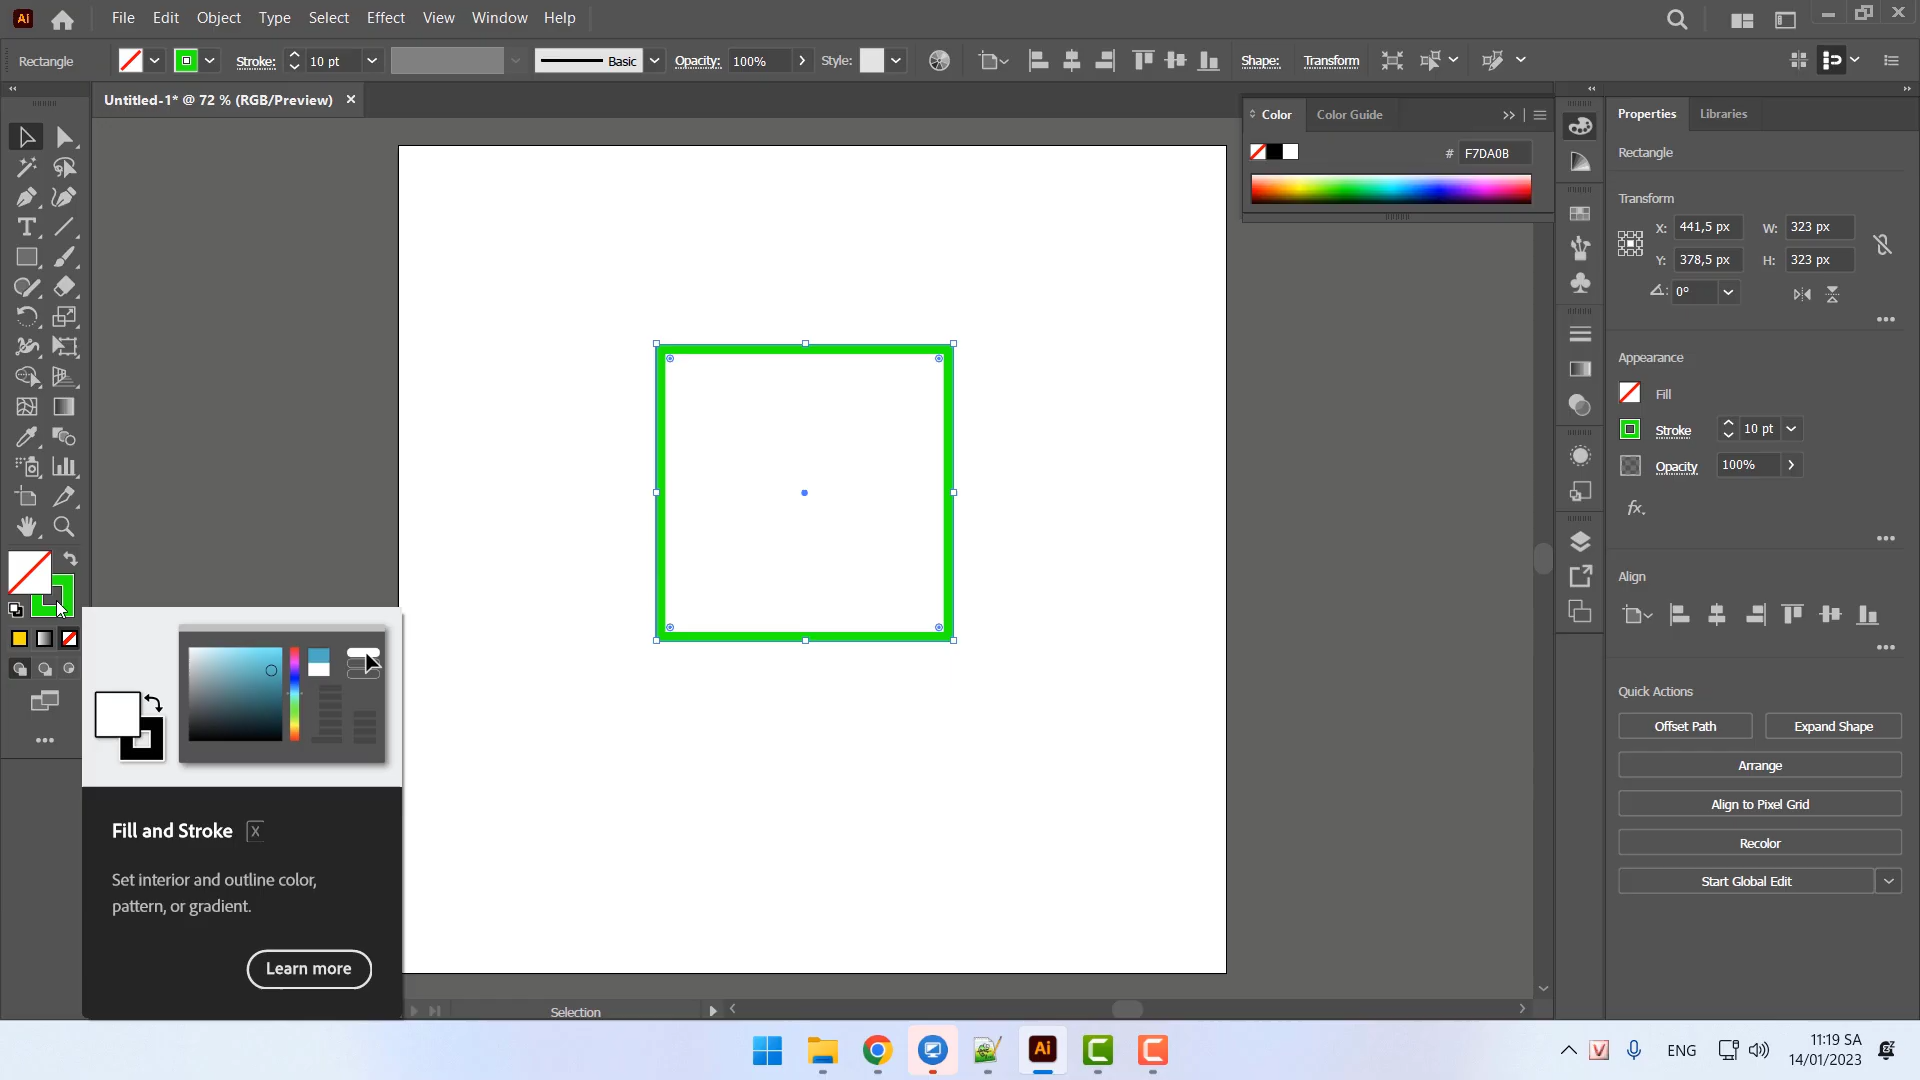 Ai File Edit Object Type Select Effect View Window Help
Rectangle Stroke: 10 pt Basic Opacity: 100% Style: Shape: Transform
Untitled-1* @ 72 % (RGB/Preview) ×
Color Color Guide
# F7DA0B
Properties Libraries
Rectangle
Transform
X: 441,5 px W: 323 px
Y: 378,5 px H: 323 px
0°
Appearance
Fill
Stroke 10 pt
Opacity 100%
fx.
Align
Quick Actions
Offset Path Expand Shape
Arrange
Align to Pixel Grid
Recolor
Start Global Edit
Fill and Stroke X
Set interior and outline color,
pattern, or gradient.
Learn more
Selection
Ai
V ENG 11:19 SA
14/01/2023